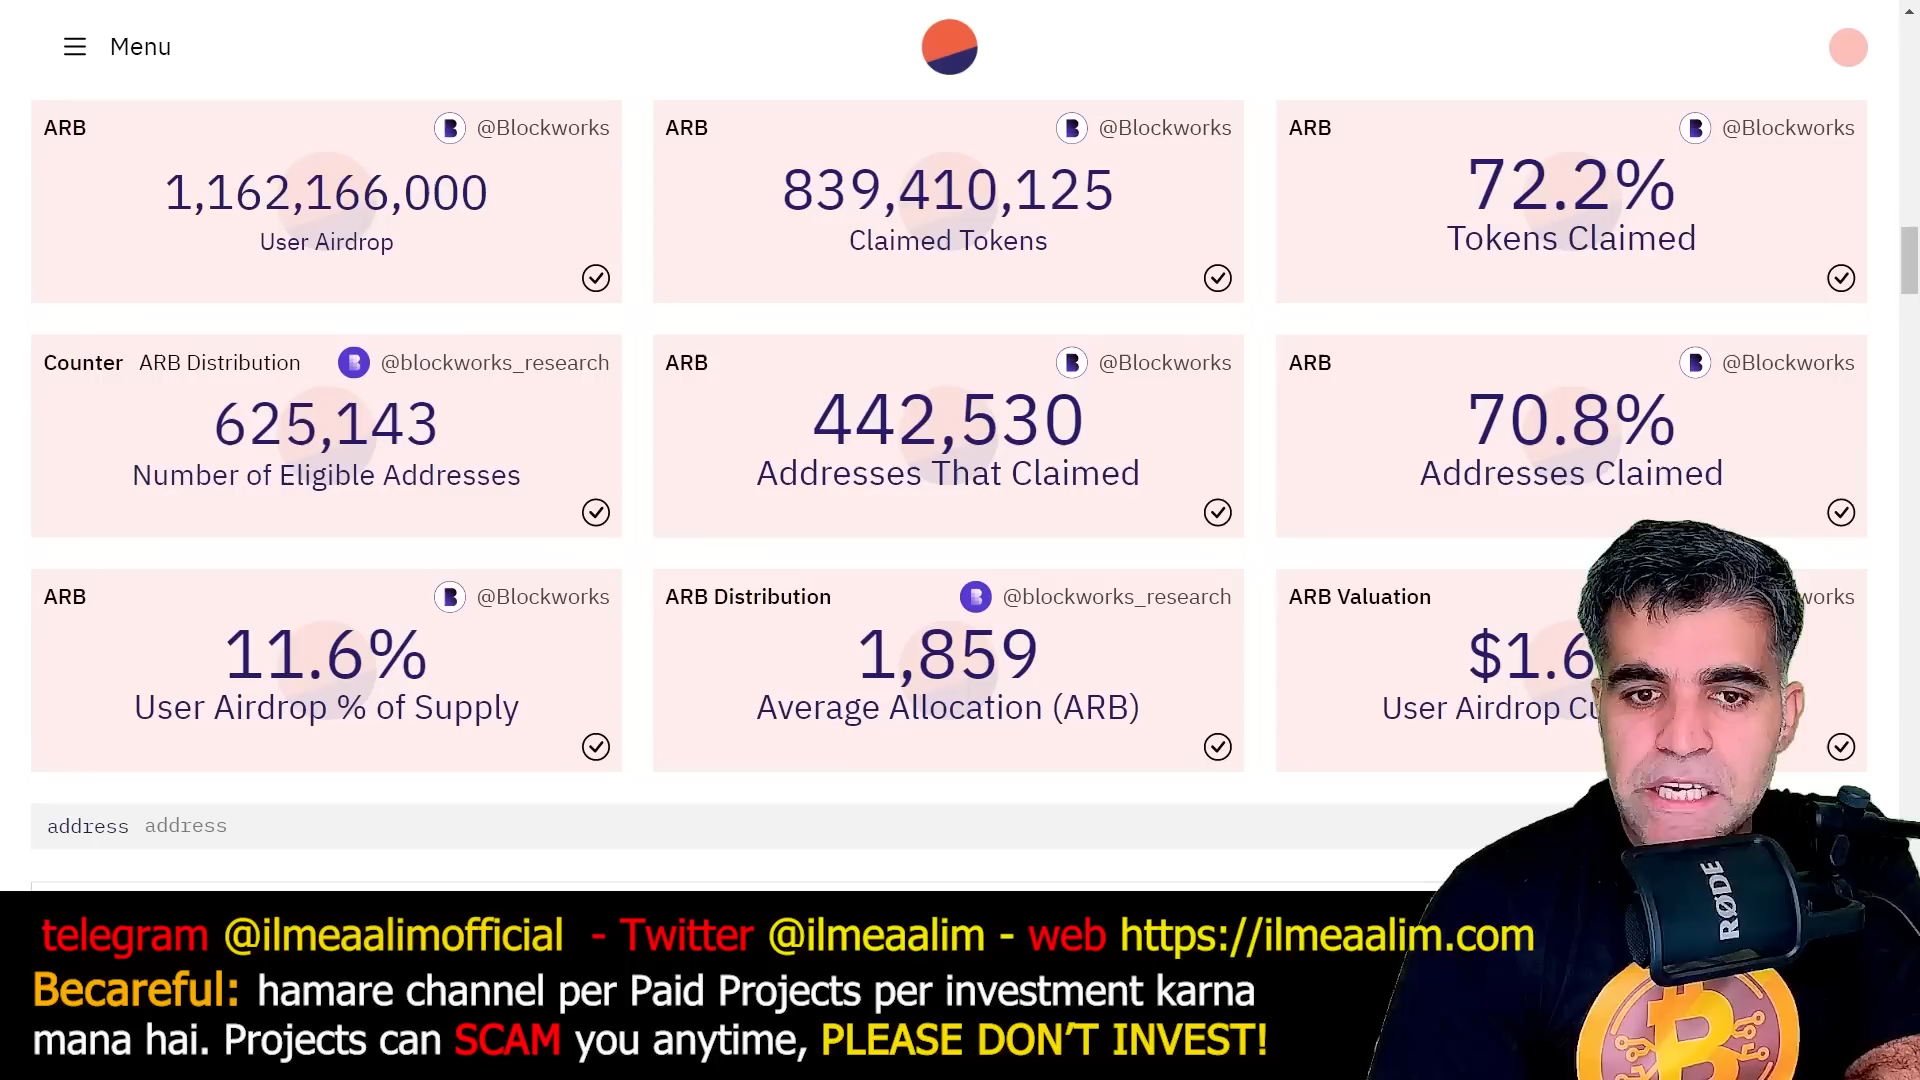 Menu
ARB @Blockworks
1,162,166,000
User Airdrop
ARB @Blockworks
839,410,125
Claimed Tokens
ARB @Blockworks
72.2%
Tokens Claimed
Counter ARB Distribution @blockworks_research
625,143
Number of Eligible Addresses
ARB @Blockworks
442,530
Addresses That Claimed
ARB @Blockworks
70.8%
Addresses Claimed
ARB @Blockworks
11.6%
User Airdrop % of Supply
ARB Distribution @blockworks_research
1,859
Average Allocation (ARB)
ARB Valuation
$1.6
User Airdrop
address address
RØDE
telegram @ilmeaalimofficial - Twitter @ilmeaalim - web https://ilmeaalim.com
Becareful: hamare channel per Paid Projects per investment karna
mana hai. Projects can SCAM you anytime, PLEASE DON'T INVEST!